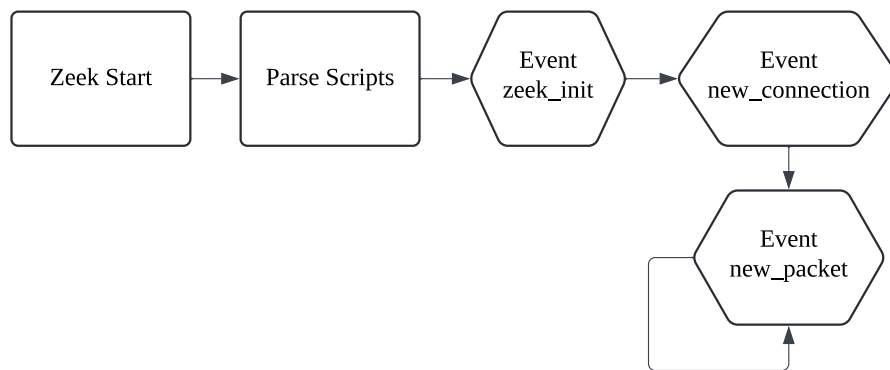 Zeek Start
Parse Scripts
Event
zeek_init
Event
new_connection
Event
new_packet